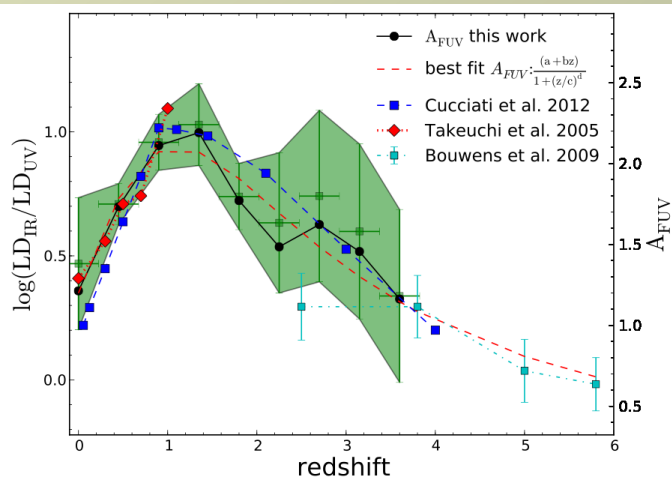 log(LD_IR/LD_UV)
1.0
0.5
0.0
0 1 2 3 4 5 6
redshift
2.5
2.0
1.5
1.0
0.5
A_FUV
A_FUV this work
best fit A_FUV: (a+bz)/1+(z/c)^d
Cucciati et al. 2012
Takeuchi et al. 2005
Bouwens et al. 2009